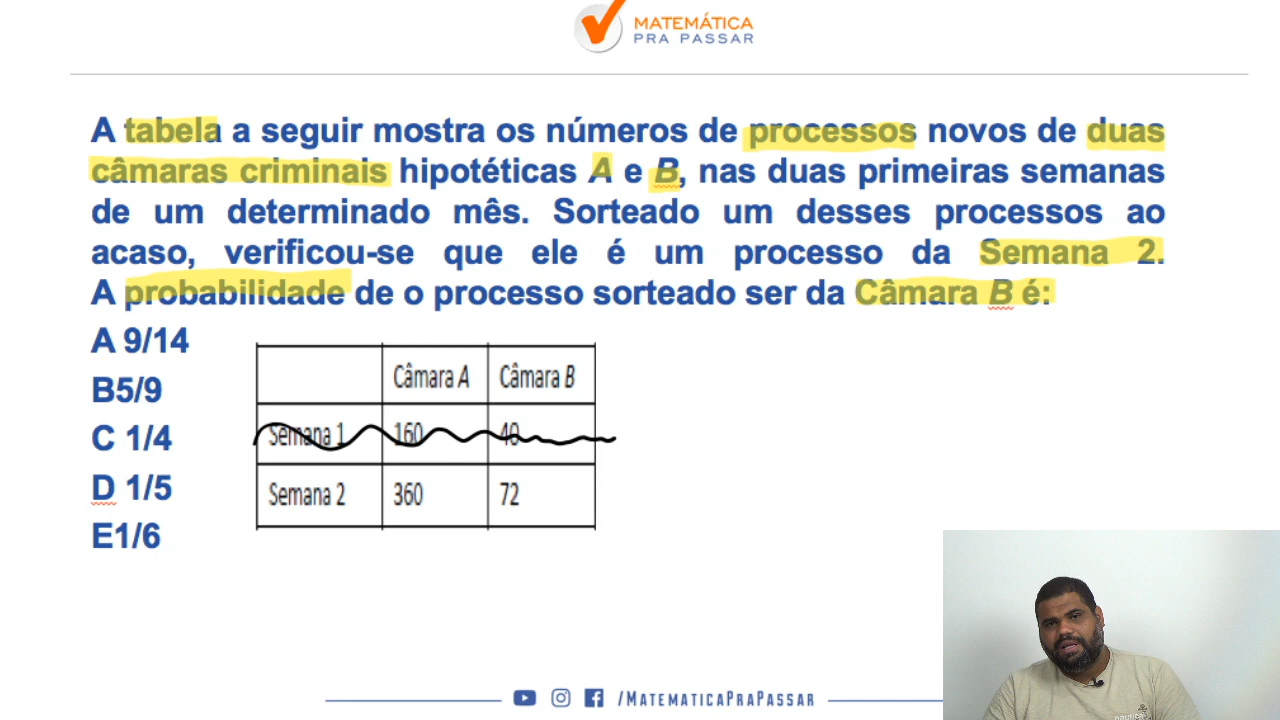 MATEMÁTICA
PRA PASSAR
A tabela a seguir mostra os números de processos novos de duas
câmaras criminais hipotéticas A e B, nas duas primeiras semanas
de um determinado mês. Sorteado um desses processos ao
acaso, verificou-se que ele é um processo da Semana 2.
A probabilidade de o processo sorteado ser da Câmara B é:
A 9/14
B5/9
C 1/4
D 1/5
E1/6
Câmara A Câmara B
Semana 1 160 40
Semana 2 360 72
/MATEMATICAPRAPASSAR